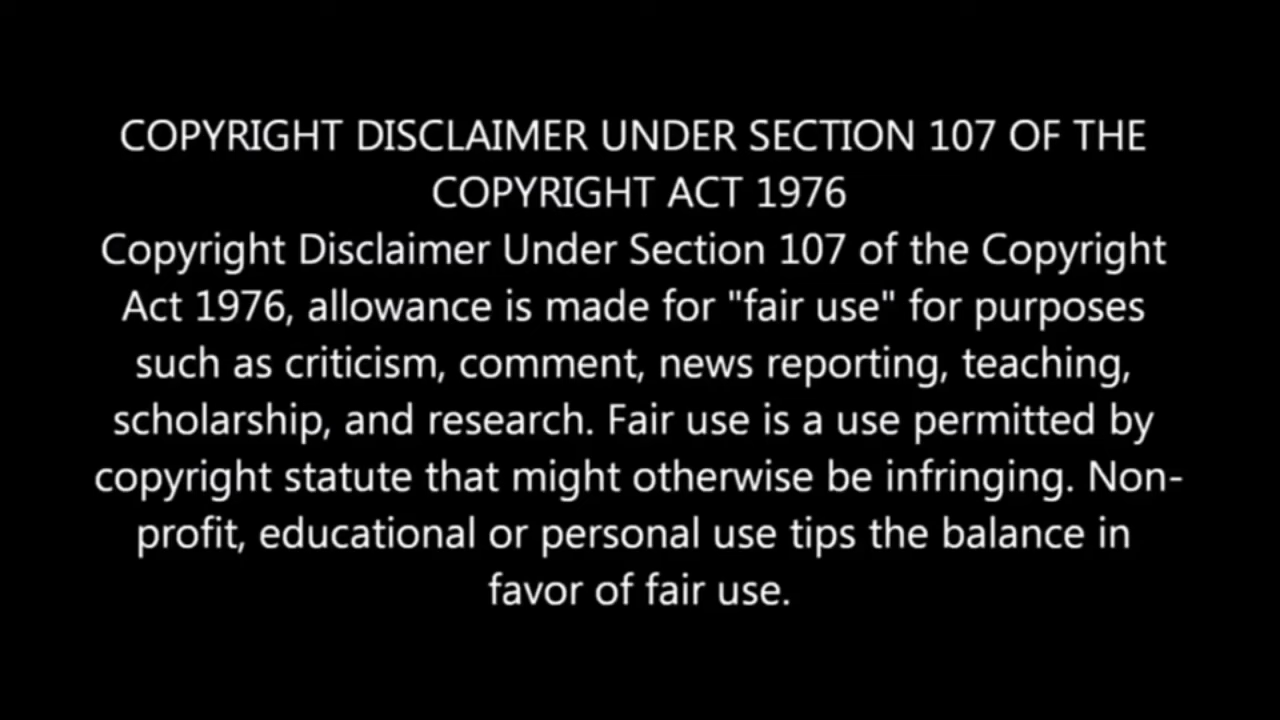 COPYRIGHT DISCLAIMER UNDER SECTION 107 OF THE
COPYRIGHT ACT 1976
Copyright Disclaimer Under Section 107 of the Copyright
Act 1976, allowance is made for "fair use" for purposes
such as criticism, comment, news reporting, teaching,
scholarship, and research. Fair use is a use permitted by
copyright statute that might otherwise be infringing. Non-
profit, educational or personal use tips the balance in
favor of fair use.